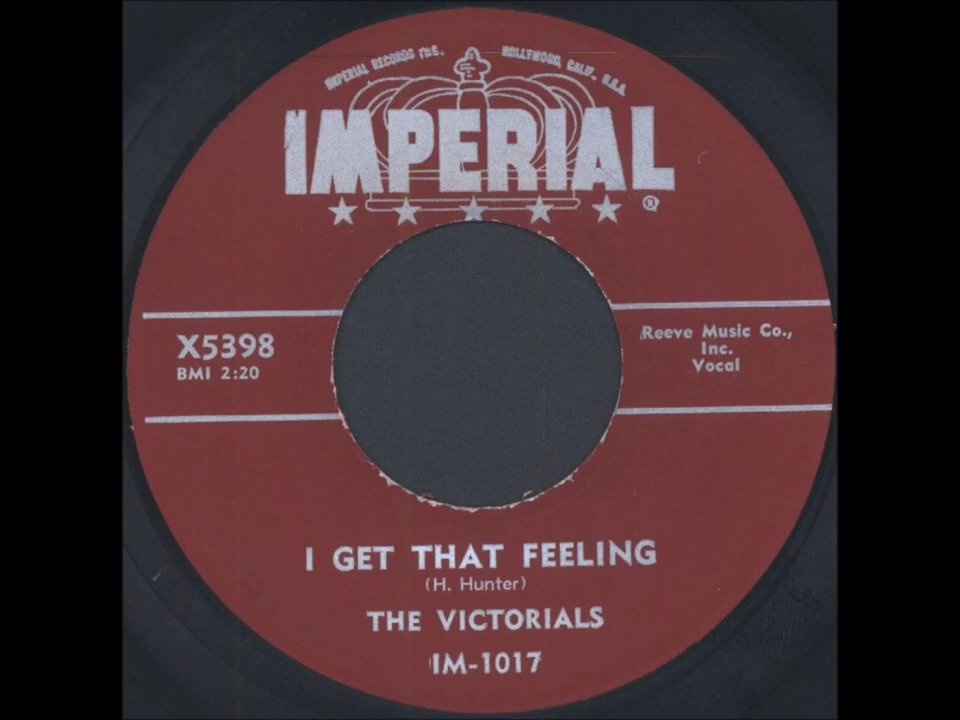 IMPERIAL RECORDS INC. HOLLYWOOD, CALIF. U.S.A.
IMPERIAL
®
X5398
BMI 2:20
Reeve Music Co.,
Inc.
Vocal
I GET THAT FEELING
(H. Hunter)
THE VICTORIALS
IM-1017